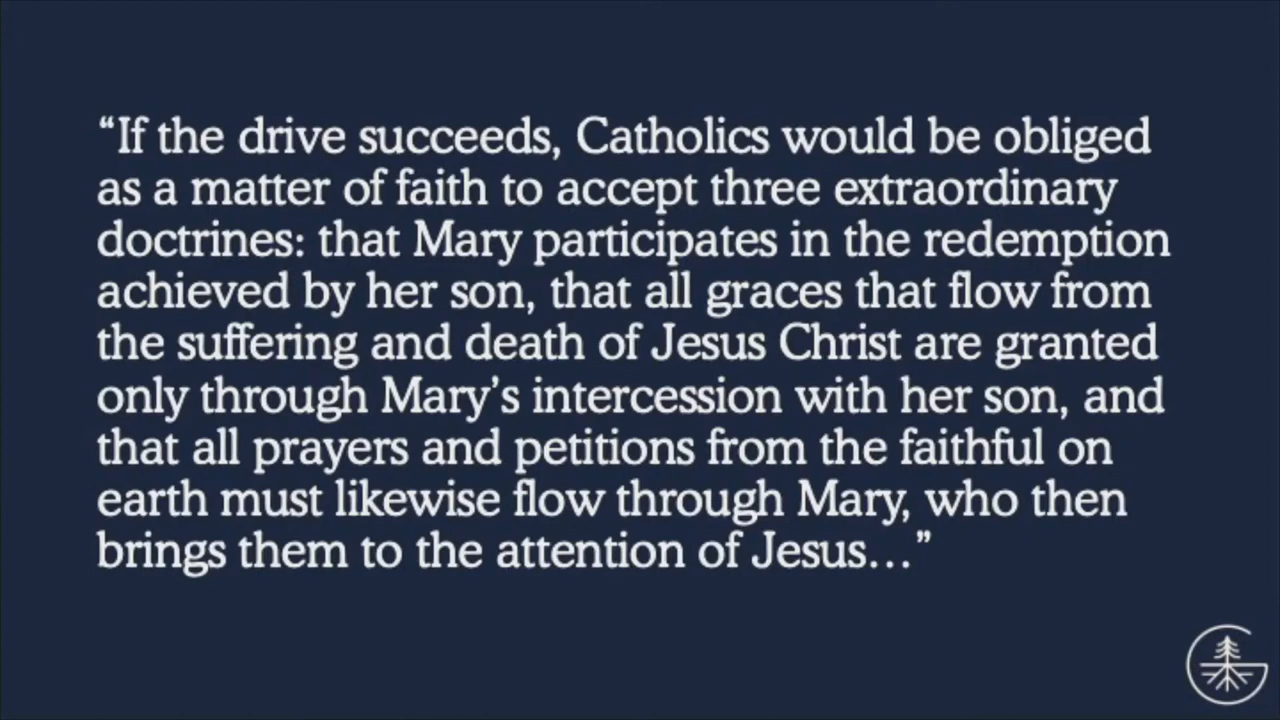 “If the drive succeeds, Catholics would be obliged
as a matter of faith to accept three extraordinary
doctrines: that Mary participates in the redemption
achieved by her son, that all graces that flow from
the suffering and death of Jesus Christ are granted
only through Mary’s intercession with her son, and
that all prayers and petitions from the faithful on
earth must likewise flow through Mary, who then
brings them to the attention of Jesus…”